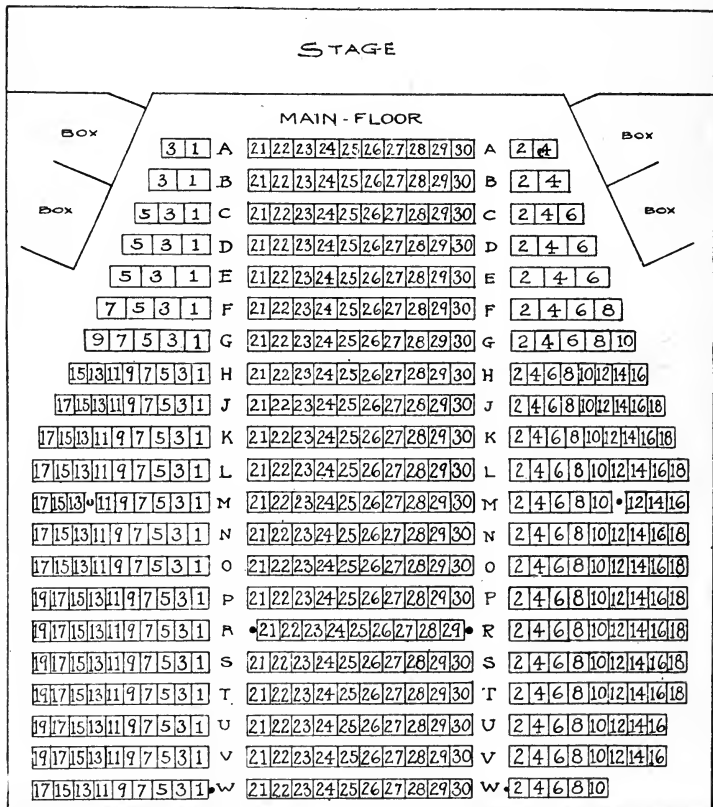 STAGE
MAIN-FLOOR
BOX BOX
3 1 A 21 22 23 24 25 26 27 28 29 30 A 2 4
3 1 B 21 22 23 24 25 26 27 28 29 30 B 2 4
BOX BOX
5 3 1 C 21 22 23 24 25 26 27 28 29 30 C 2 4 6
5 3 1 D 21 22 23 24 25 26 27 28 29 30 D 2 4 6
5 3 1 E 21 22 23 24 25 26 27 28 29 30 E 2 4 6
7 5 3 1 F 21 22 23 24 25 26 27 28 29 30 F 2 4 6 8
9 7 5 3 1 G 21 22 23 24 25 26 27 28 29 30 G 2 4 6 8 10
15 13 11 9 7 5 3 1 H 21 22 23 24 25 26 27 28 29 30 H 2 4 6 8 10 12 14 16
17 15 13 11 9 7 5 3 1 J 21 22 23 24 25 26 27 28 29 30 J 2 4 6 8 10 12 14 16 18
17 15 13 11 9 7 5 3 1 K 21 22 23 24 25 26 27 28 29 30 K 2 4 6 8 10 12 14 16 18
17 15 13 11 9 7 5 3 1 L 21 22 23 24 25 26 27 28 29 30 L 2 4 6 8 10 12 14 16 18
17 15 13 11 9 7 5 3 1 M 21 22 23 24 25 26 27 28 29 30 M 2 4 6 8 10 • 12 14 16
17 15 13 11 9 7 5 3 1 N 21 22 23 24 25 26 27 28 29 30 N 2 4 6 8 10 12 14 16 18
17 15 13 11 9 7 5 3 1 O 21 22 23 24 25 26 27 28 29 30 O 2 4 6 8 10 12 14 16 18
19 17 15 13 11 9 7 5 3 1 P 21 22 23 24 25 26 27 28 29 30 P 2 4 6 8 10 12 14 16 18
19 17 15 13 11 9 7 5 3 1 R • 21 22 23 24 25 26 27 28 29 • R 2 4 6 8 10 12 14 16 18
19 17 15 13 11 9 7 5 3 1 S 21 22 23 24 25 26 27 28 29 30 S 2 4 6 8 10 12 14 16 18
19 17 15 13 11 9 7 5 3 1 T 21 22 23 24 25 26 27 28 29 30 T 2 4 6 8 10 12 14 16 18
19 17 15 13 11 9 7 5 3 1 U 21 22 23 24 25 26 27 28 29 30 U 2 4 6 8 10 12 14 16
19 17 15 13 11 9 7 5 3 1 V 21 22 23 24 25 26 27 28 29 30 V 2 4 6 8 10 12 14 16
17 15 13 11 9 7 5 3 1 • W 21 22 23 24 25 26 27 28 29 30 W • 2 4 6 8 10